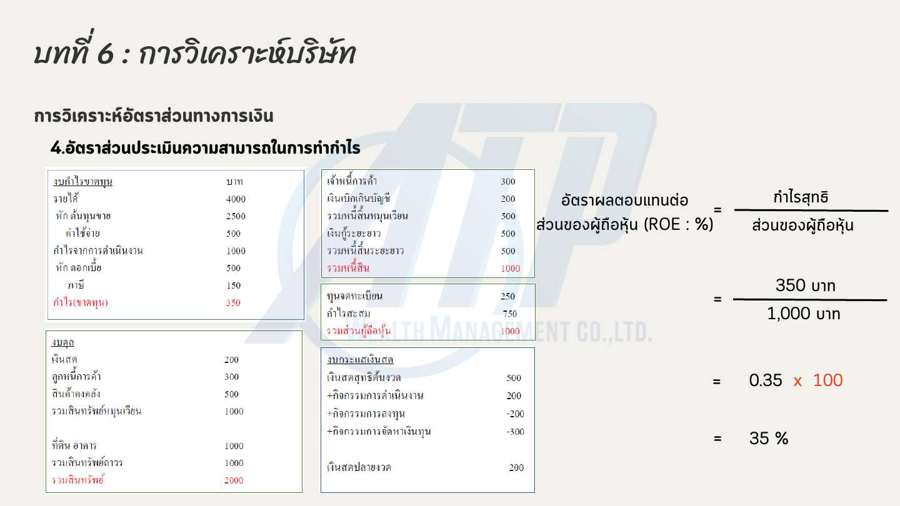 บทที่ 6 : การวิเคราะห์บริษัท
การวิเคราะห์อัตราส่วนทางการเงิน
4.อัตราส่วนประเมินความสามารถในการทำกำไร
งบกำไรขาดทุน บาท
รายได้ 4000
หัก ต้นทุนขาย 2500
ค่าใช้จ่าย 500
กำไรจากการดำเนินงาน 1000
หัก ดอกเบี้ย 500
ภาษี 150
กำไร(ขาดทุน) 350
งบดุล
เงินสด 200
ลูกหนี้การค้า 300
สินค้าคงคลัง 500
รวมสินทรัพย์หมุนเวียน 1000
ที่ดิน อาคาร 1000
รวมสินทรัพย์ถาวร 1000
รวมสินทรัพย์ 2000
เจ้าหนี้การค้า 300
เงินเบิกเกินบัญชี 200
รวมหนี้สิ้นหมุนเวียน 500
เงินกู้ระยะยาว 500
รวมหนี้สิ้นระยะยาว 500
รวมหนี้สิน 1000
ทุนจดทะเบียน 250
กำไรสะสม 750
รวมส่วนผู้ถือหุ้น 1000
งบกระแสเงินสด
เงินสดสุทธิต้นงวด 500
+กิจกรรมการดำเนินงาน 200
+กิจกรรมการลงทุน -200
+กิจกรรมการจัดหาเงินทุน -300
เงินสดปลายงวด 200
อัตราผลตอบแทนต่อ
ส่วนของผู้ถือหุ้น (ROE : %)
= กำไรสุทธิ
ส่วนของผู้ถือหุ้น
= 350 บาท
1,000 บาท
= 0.35 x 100
= 35 %
ATP
WEALTH MANAGEMENT CO.,LTD.